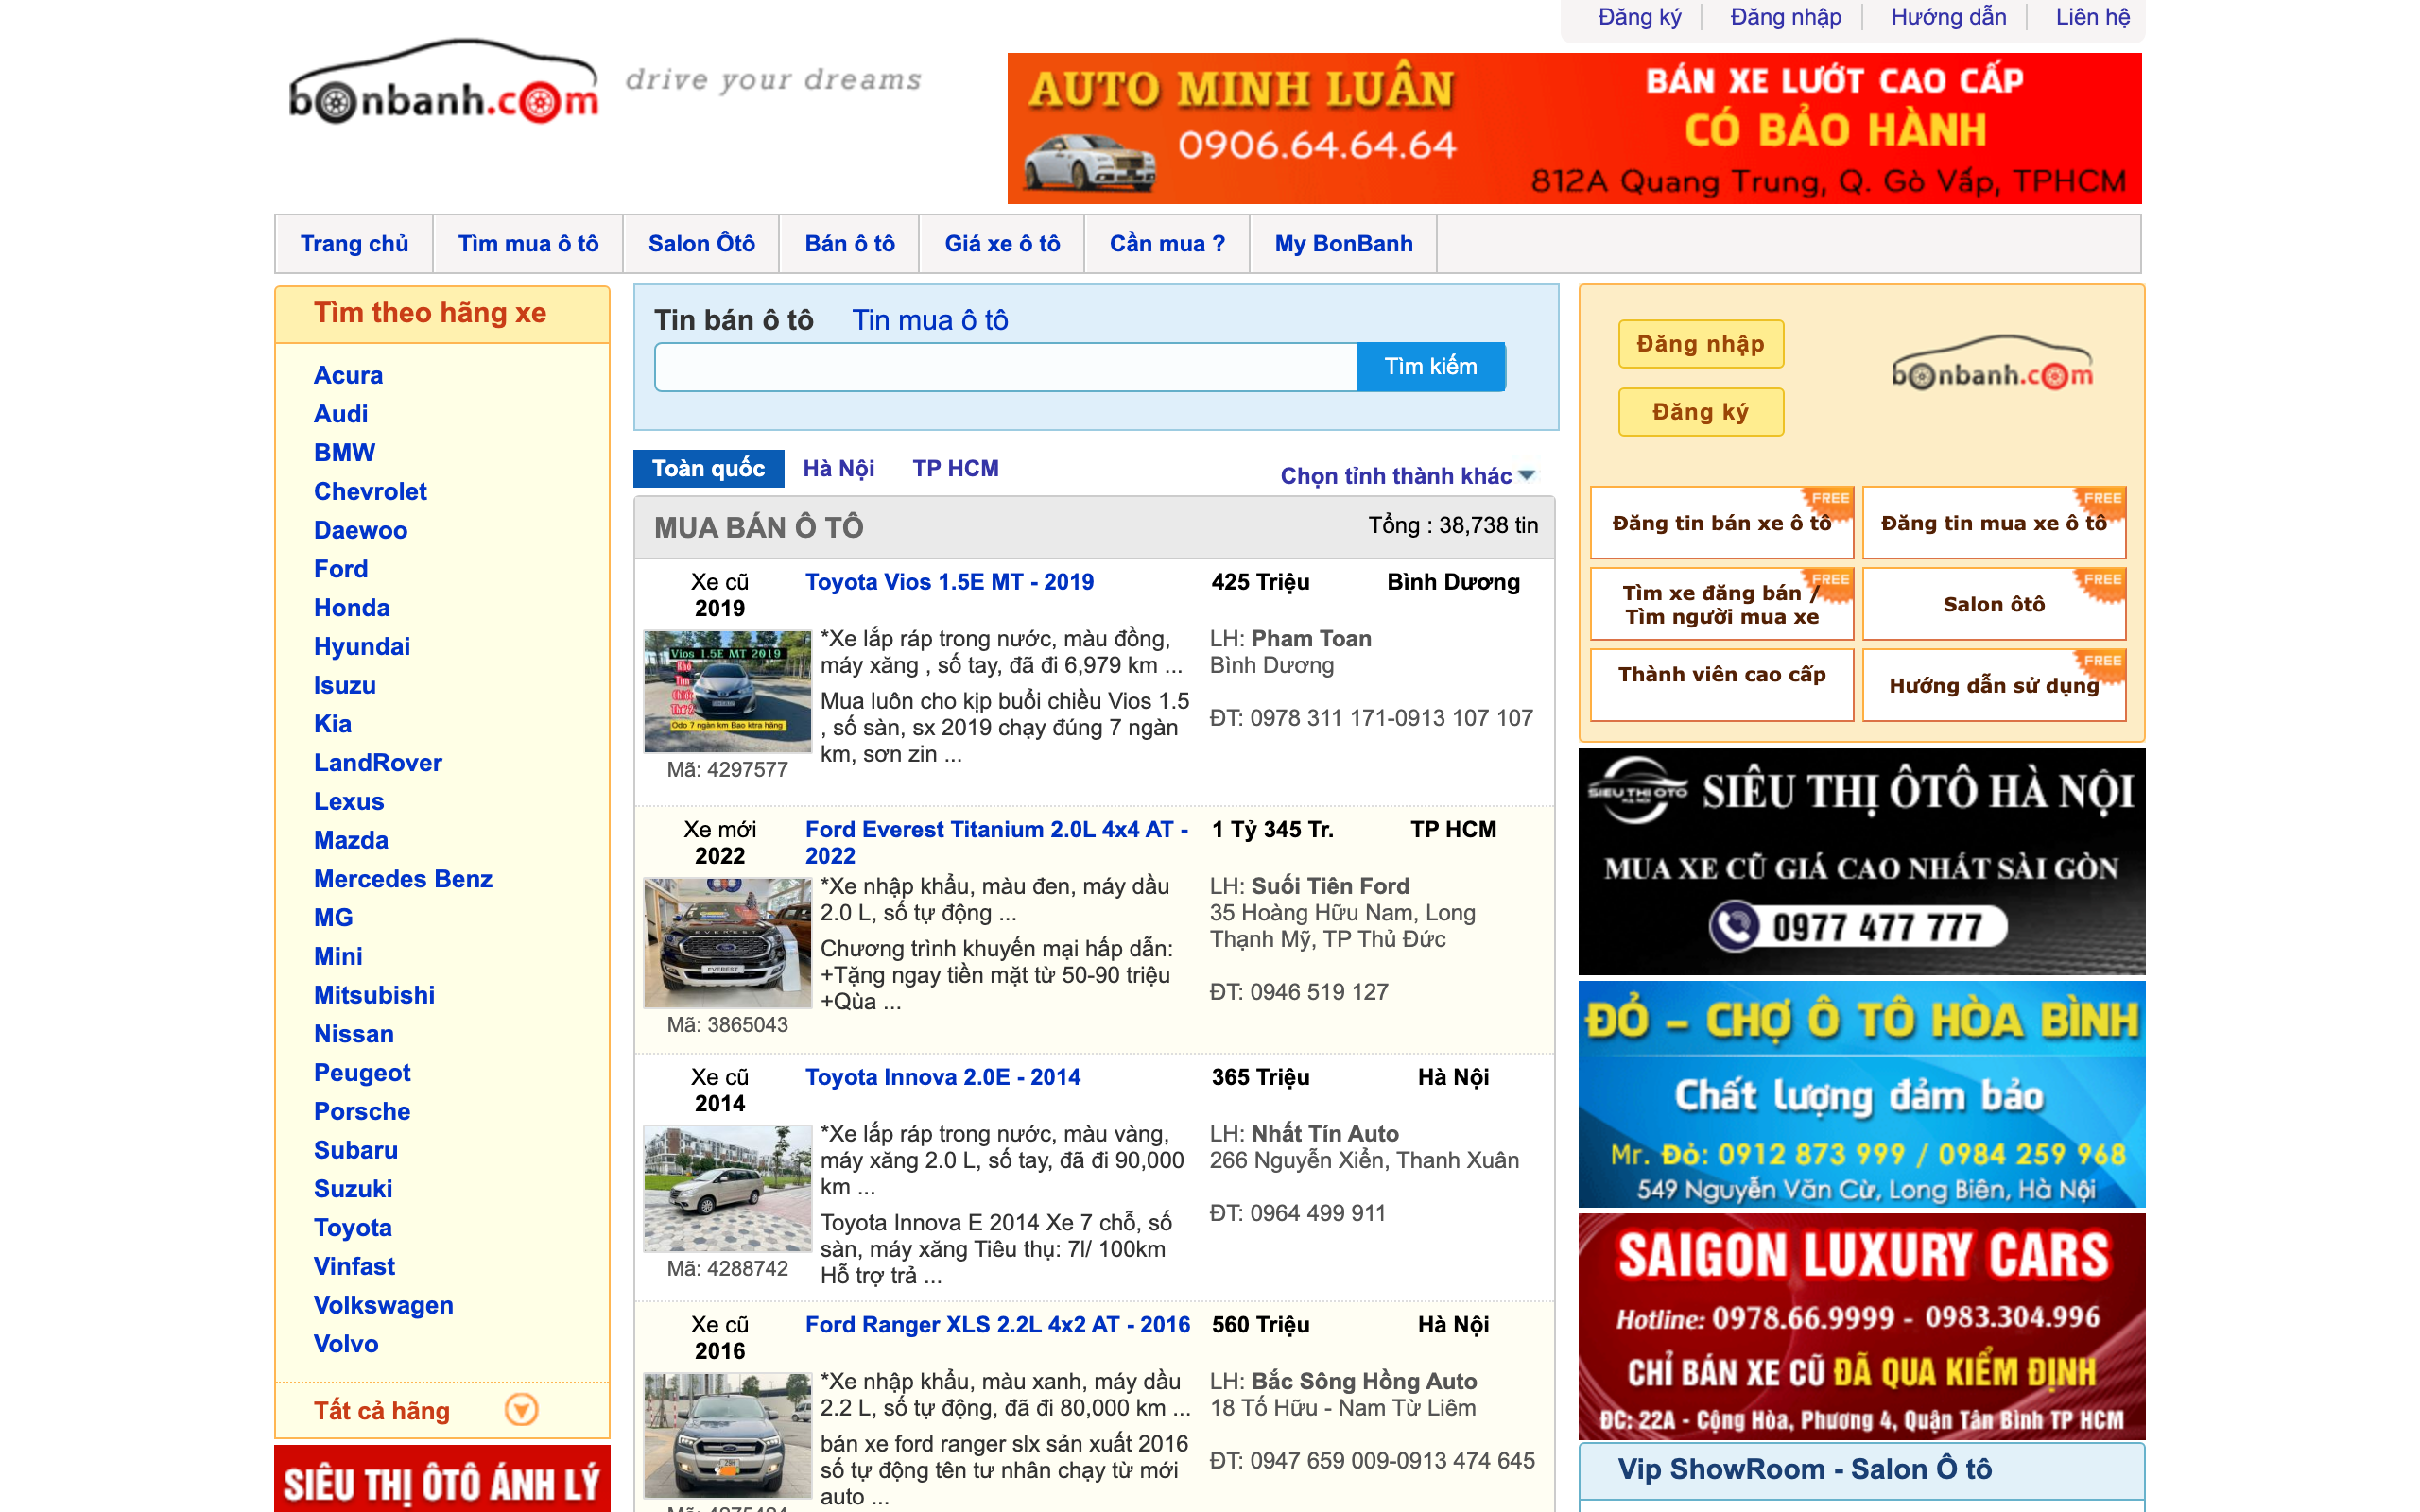 Đăng ký
Đăng nhập
Hướng dẫn
Liên hệ
bonbanh.com
drive your dreams
AUTO MINH LUÂN
0906.64.64.64
BÁN XE LƯỚT CAO CẤP
CÓ BẢO HÀNH
812A Quang Trung, Q. Gò Vấp, TPHCM
Trang chủ
Tìm mua ô tô
Salon Ôtô
Bán ô tô
Giá xe ô tô
Cần mua ?
My BonBanh
Tìm theo hãng xe
Acura
Audi
BMW
Chevrolet
Daewoo
Ford
Honda
Hyundai
Isuzu
Kia
LandRover
Lexus
Mazda
Mercedes Benz
MG
Mini
Mitsubishi
Nissan
Peugeot
Porsche
Subaru
Suzuki
Toyota
Vinfast
Volkswagen
Volvo
Tất cả hãng
SIÊU THỊ ÔTÔ ÁNH LÝ
Tin bán ô tô
Tin mua ô tô
Tìm kiếm
Toàn quốc
Hà Nội
TP HCM
Chọn tỉnh thành khác
MUA BÁN Ô TÔ
Tổng : 38,738 tin
Xe cũ
2019
Toyota Vios 1.5E MT - 2019
425 Triệu
Bình Dương
Vios 1.5E MT 2019
Khó
Tìm
Chiếc
Thứ 2
Odo 7 ngàn km Bao ktra hãng
Mã: 4297577
*Xe lắp ráp trong nước, màu đồng,
máy xăng , số tay, đã đi 6,979 km ...
Mua luôn cho kịp buổi chiều Vios 1.5
, số sàn, sx 2019 chạy đúng 7 ngàn
km, sơn zin ...
LH: Pham Toan
Bình Dương
ĐT: 0978 311 171-0913 107 107
Xe mới
2022
Ford Everest Titanium 2.0L 4x4 AT -
2022
1 Tỷ 345 Tr.
TP HCM
EVEREST
Mã: 3865043
*Xe nhập khẩu, màu đen, máy dầu
2.0 L, số tự động ...
Chương trình khuyến mại hấp dẫn:
+Tặng ngay tiền mặt từ 50-90 triệu
+Qùa ...
LH: Suối Tiên Ford
35 Hoàng Hữu Nam, Long
Thạnh Mỹ, TP Thủ Đức
ĐT: 0946 519 127
Xe cũ
2014
Toyota Innova 2.0E - 2014
365 Triệu
Hà Nội
Mã: 4288742
*Xe lắp ráp trong nước, màu vàng,
máy xăng 2.0 L, số tay, đã đi 90,000
km ...
Toyota Innova E 2014 Xe 7 chỗ, số
sàn, máy xăng Tiêu thụ: 7l/ 100km
Hỗ trợ trả ...
LH: Nhất Tín Auto
266 Nguyễn Xiển, Thanh Xuân
ĐT: 0964 499 911
Xe cũ
2016
Ford Ranger XLS 2.2L 4x2 AT - 2016
560 Triệu
Hà Nội
*Xe nhập khẩu, màu xanh, máy dầu
2.2 L, số tự động, đã đi 80,000 km ...
bán xe ford ranger slx sản xuất 2016
số tự động tên tư nhân chạy từ mới
auto ...
LH: Bắc Sông Hồng Auto
18 Tố Hữu - Nam Từ Liêm
ĐT: 0947 659 009-0913 474 645
Đăng nhập
Đăng ký
bonbanh.com
Đăng tin bán xe ô tô
FREE
Đăng tin mua xe ô tô
FREE
Tìm xe đăng bán /
Tìm người mua xe
FREE
Salon ôtô
FREE
Thành viên cao cấp
Hướng dẫn sử dụng
FREE
SIEU THI OTO
HA NOI
SIÊU THỊ ÔTÔ HÀ NỘI
MUA XE CŨ GIÁ CAO NHẤT SÀI GÒN
0977 477 777
ĐỎ - CHỢ Ô TÔ HÒA BÌNH
Chất lượng đảm bảo
Mr. Đỏ: 0912 873 999 / 0984 259 968
549 Nguyễn Văn Cừ, Long Biên, Hà Nội
SAIGON LUXURY CARS
Hotline: 0978.66.9999 - 0983.304.996
CHỈ BÁN XE CŨ ĐÃ QUA KIỂM ĐỊNH
ĐC: 22A - Cộng Hòa, Phương 4, Quận Tân Bình TP HCM
Vip ShowRoom - Salon Ô tô